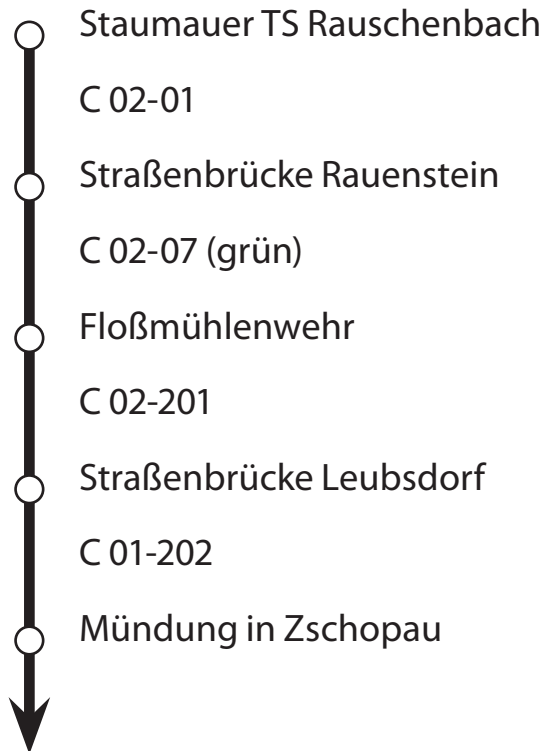 Staumauer TS Rauschenbach
C 02-01
Straßenbrücke Rauenstein
C 02-07 (grün)
Floßmühlenwehr
C 02-201
Straßenbrücke Leubsdorf
C 01-202
Mündung in Zschopau